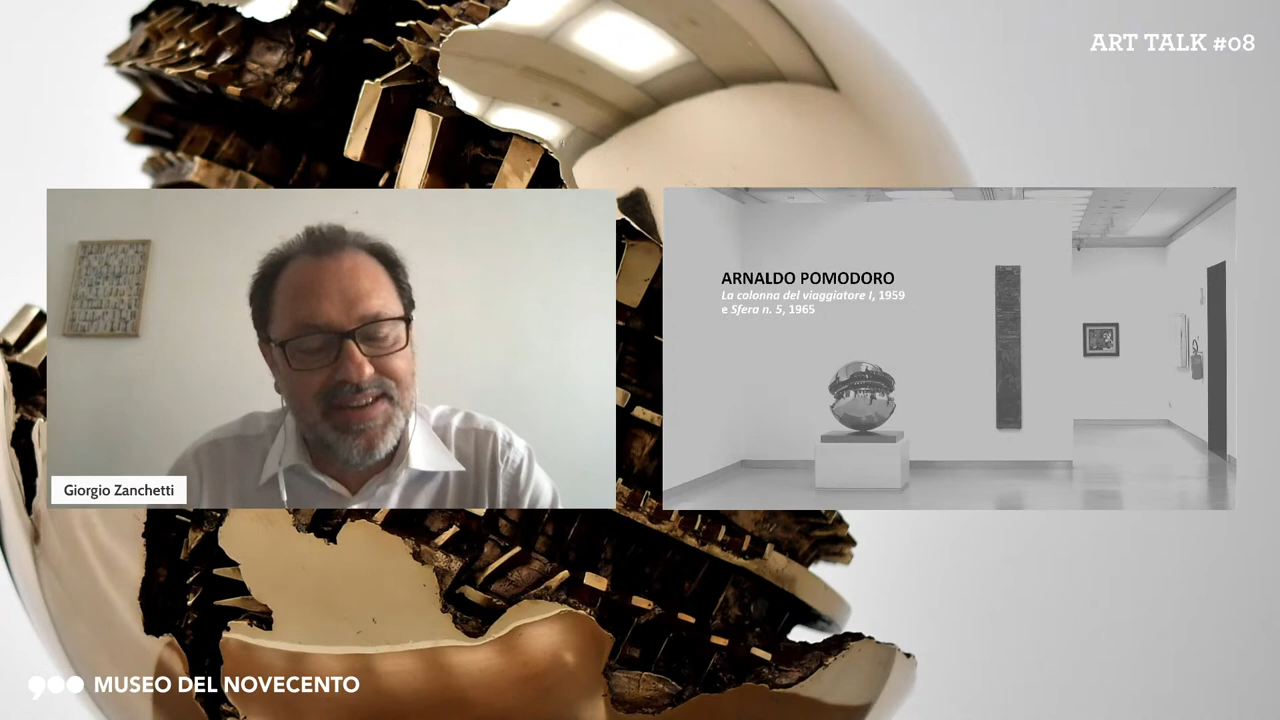 ART TALK #08
ARNALDO POMODORO
La colonna del viaggiatore I, 1959
e Sfera n. 5, 1965
Giorgio Zanchetti
MUSEO DEL NOVECENTO